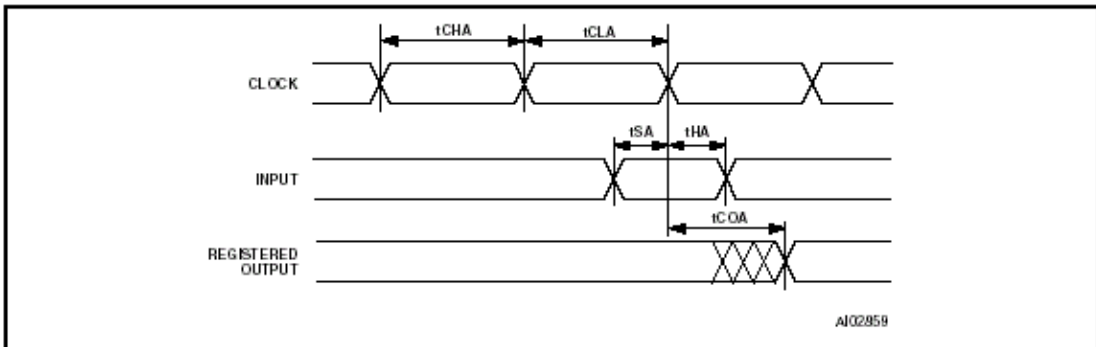 tCHA
tCLA
CLOCK
tSA
tHA
INPUT
tCOA
REGISTERED
OUTPUT
AI02859